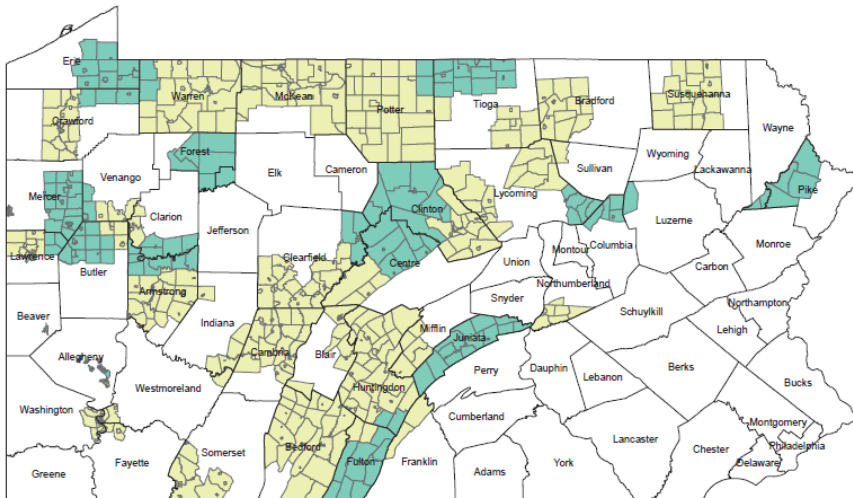 Erie
Warren
McKean
Potter
Tioga
Bradford
Susquehanna
Wayne
Crawford
Forest
Elk
Cameron
Sullivan
Wyoming
Lackawanna
Pike
Venango
Mercer
Clarion
Jefferson
Clinton
Lycoming
Luzerne
Monroe
Lawrence
Butler
Clearfield
Centre
Union
Montour
Columbia
Carbon
Armstrong
Indiana
Snyder
Northumberland
Schuylkill
Northampton
Lehigh
Beaver
Allegheny
Cambria
Blair
Mifflin
Juniata
Huntingdon
Perry
Dauphin
Lebanon
Berks
Bucks
Westmoreland
Washington
Cumberland
Montgomery
Philadelphia
Greene
Fayette
Somerset
Bedford
Fulton
Franklin
Adams
York
Lancaster
Chester
Delaware